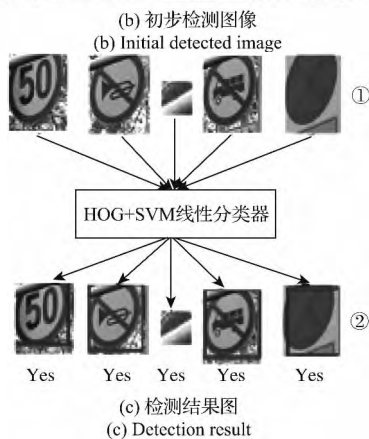 (b) 初步检测图像
(b) Initial detected image
50
①
HOG+SVM线性分类器
50
②
Yes Yes Yes Yes Yes
(c) 检测结果图
(c) Detection result